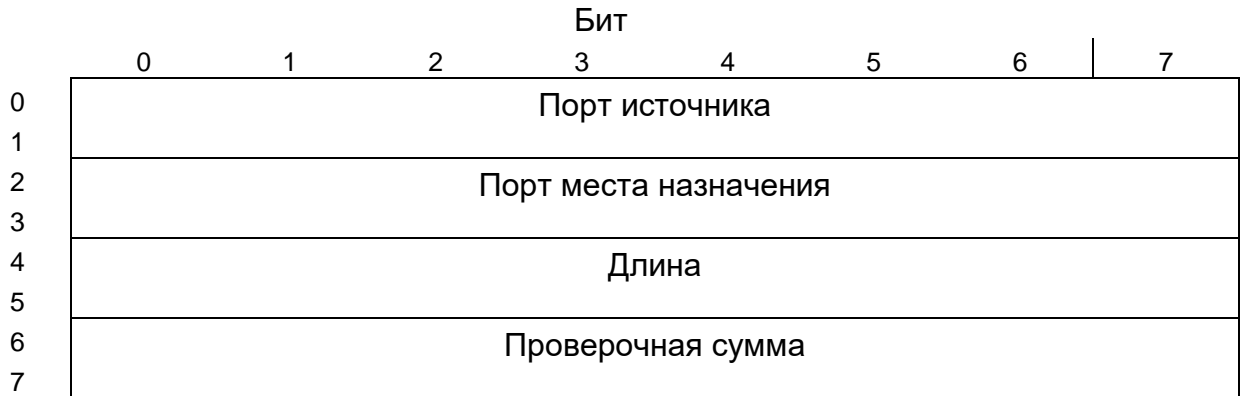 Бит
0 1 2 3 4 5 6 7
0 Порт источника
1
2 Порт места назначения
3
4 Длина
5
6 Проверочная сумма
7